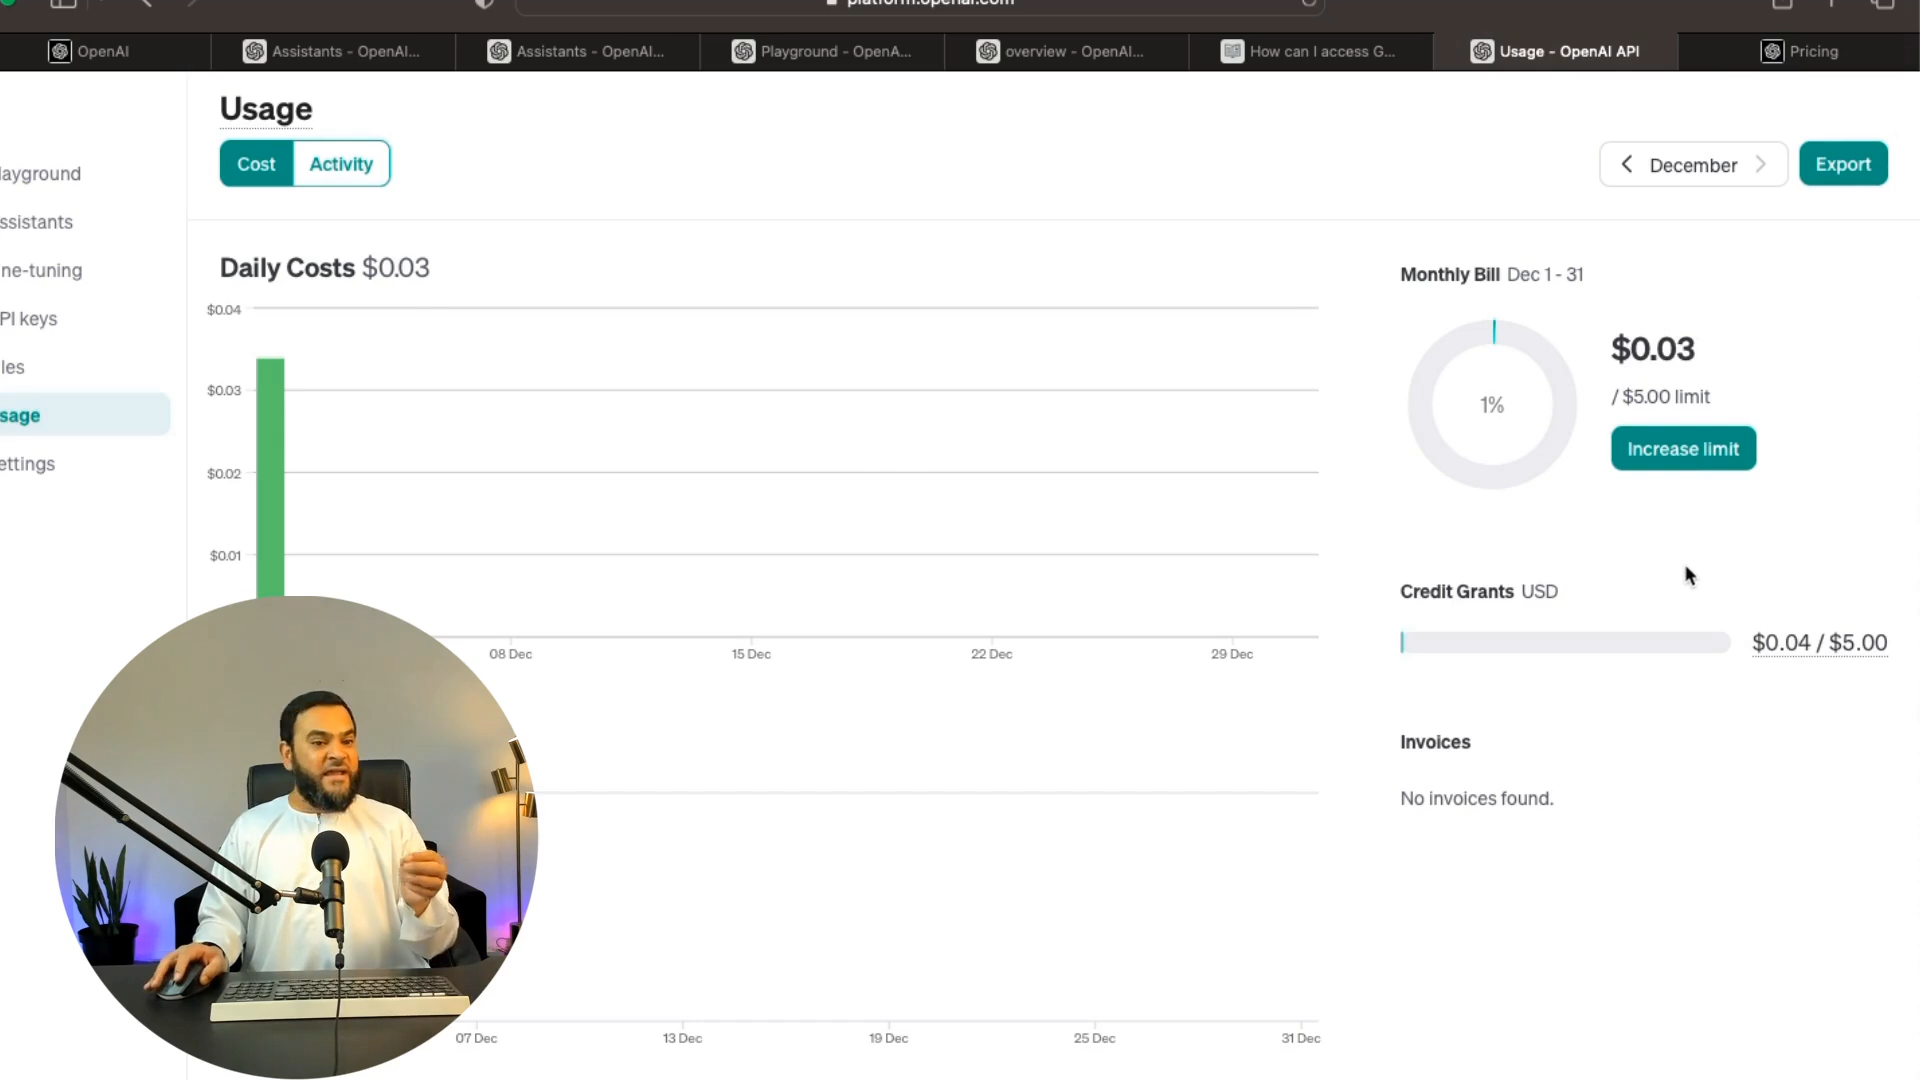 platform.openai.com
OpenAI
Assistants - OpenAI...
Assistants - OpenAI...
Playground - OpenA...
overview - OpenAI...
How can I access G...
Usage - OpenAI API
Pricing
Usage
Cost
Activity
December
Export
layground
ssistants
ne-tuning
PI keys
les
sage
ettings
Daily Costs $0.03
$0.04
$0.03
$0.02
$0.01
08 Dec
15 Dec
22 Dec
29 Dec
07 Dec
13 Dec
19 Dec
25 Dec
31 Dec
Monthly Bill Dec 1 - 31
1%
$0.03
/ $5.00 limit
Increase limit
Credit Grants USD
$0.04 / $5.00
Invoices
No invoices found.